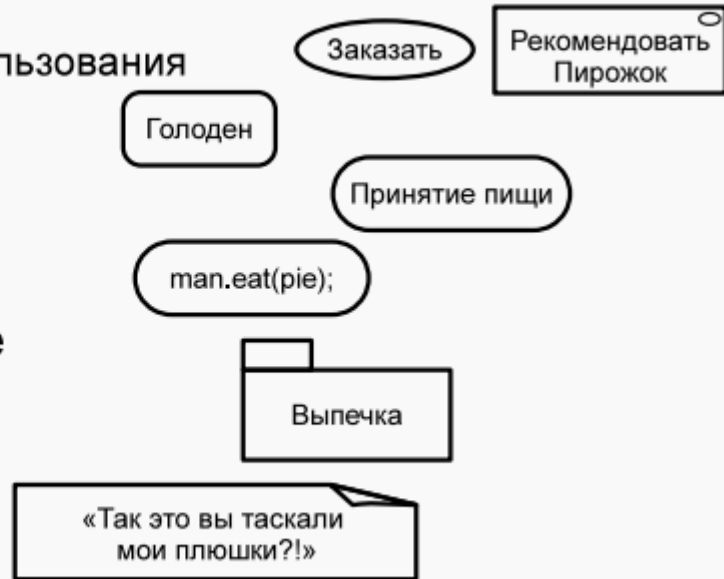 льзования
Заказать
Рекомендовать
Пирожок
Голоден
Принятие пищи
man.eat(pie);
е
Выпечка
«Так это вы таскали
мои плюшки?!»